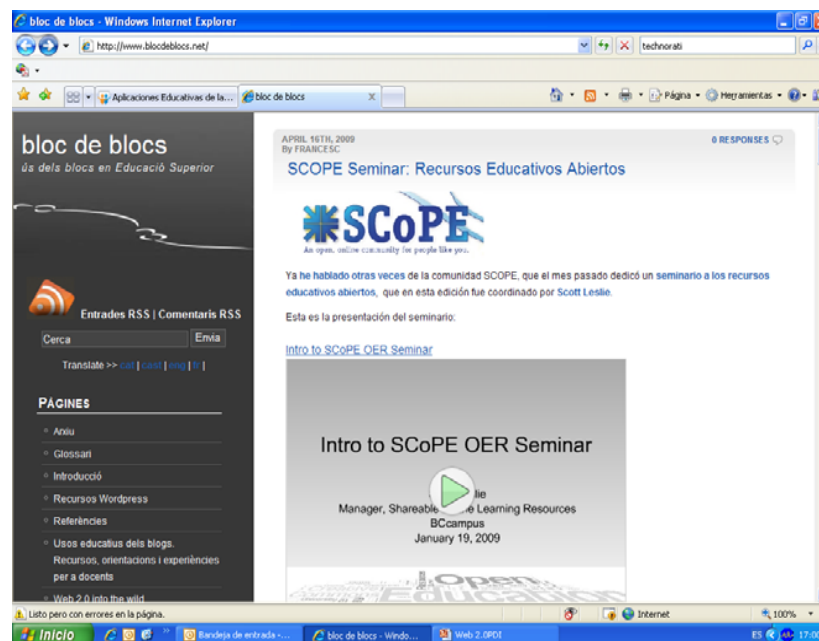 bloc de blocs - Windows Internet Explorer
http://www.blocdeblocs.net/
technorati
Aplicaciones Educativas de la...
bloc de blocs
Página
Herramientas
bloc de blocs
ús dels blocs en Educació Superior
Entrades RSS | Comentaris RSS
Cerca
Envia
Translate >> cat | cast | eng | fr |
PÀGINES
Arxiu
Glossari
Introducció
Recursos Wordpress
Referències
Usos educatius dels blogs.
Recursos, orientacions i experiències
per a docents
Web 2.0 into the wild
APRIL 16TH, 2009
By FRANCESC
0 RESPONSES
SCOPE Seminar: Recursos Educativos Abiertos
SCoPE
An open, online community for people like you.
Ya he hablado otras veces de la comunidad SCOPE, que el mes pasado dedicó un seminario a los recursos
educativos abiertos, que en esta edición fue coordinado por Scott Leslie.
Esta es la presentación del seminario:
Intro to SCoPE OER Seminar
Intro to SCoPE OER Seminar
lie
Manager, Shareable Learning Resources
BCcampus
January 19, 2009
Open
Education
Listo pero con errores en la página.
Internet
100%
Inicio
Bandeja de entrada -...
bloc de blocs - Windo...
Web 2.0PDI
ES